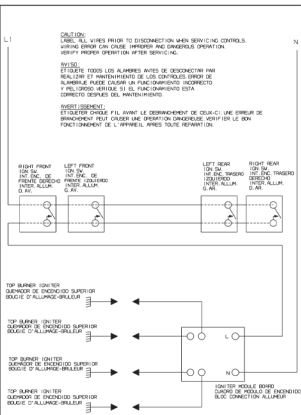 CAUTION:
LABEL ALL WIRES PRIOR TO DISCONNECTION WHEN SERVICING CONTROLS.
WIRING ERROR CAN CAUSE IMPROPER AND DANGEROUS OPERATION.
VERIFY PROPER OPERATION AFTER SERVICING.
L1
N
AVISO:
ETIQUETE TODOS LOS ALAMBRES ANTES DE DESCONECTAR PAR
REALIZAR ET MANTENIMIENTO DE LOS CONTROLES. ERROR DE
ALAMBRAJE PUEDE CAUSAR UN FUNCIONAMIENTO INCORRECTO
Y PELIGROSO. VERIQUE SI EL FUNCIONAMIENTO ESTA
CORRECTO DESPUES DEL MANTENIMIENTO.
AVERTISSEMENT:
ETIQUETER CHAQUE FIL AVANT LE DEBRANCHEMENT DE CEUX-CI: UNE ERREUR DE
BRANCHEMENT PEUT CAUSER UNE OPERATION DANGEREUSE. VERIFIER LE BON
FONCTIONNEMENT DE L'APPAREIL APRES TOUTE REPARATION.
RIGHT FRONT
IGN. SW.
INT. ENC. DE
FRENTE DERECHO
INTER. ALLUM.
D. AV.
LEFT FRONT
IGN. SW.
INT. ENC. DE
FRENTE IZQUIERDO
INTER. ALLUM.
G. AV.
LEFT REAR
IGN. SW.
INT. ENC. TRASERO
IZQUIERDO
INTER. ALLUM.
G. AR.
RIGHT REAR
IGN. SW.
INT. ENC. TRASERO
DERECHO
INTER. ALLUM.
D. AR.
TOP BURNER IGNITER
QUEMADOR DE ENCENDIDO SUPERIOR
BOUGIE D'ALLUMAGE-BRULEUR
TOP BURNER IGNITER
QUEMADOR DE ENCENDIDO SUPERIOR
BOUGIE D'ALLUMAGE-BRULEUR
L
TOP BURNER IGNITER
QUEMADOR DE ENCENDIDO SUPERIOR
BOUGIE D'ALLUMAGE-BRULEUR
N
TOP BURNER IGNITER
QUEMADOR DE ENCENDIDO SUPERIOR
BOUGIE D'ALLUMAGE-BRULEUR
IGNITER MODULE BOARD
CUADRO DE MODULO DE ENCENDIDO
BLOC CONNECTION ALLUMEUR